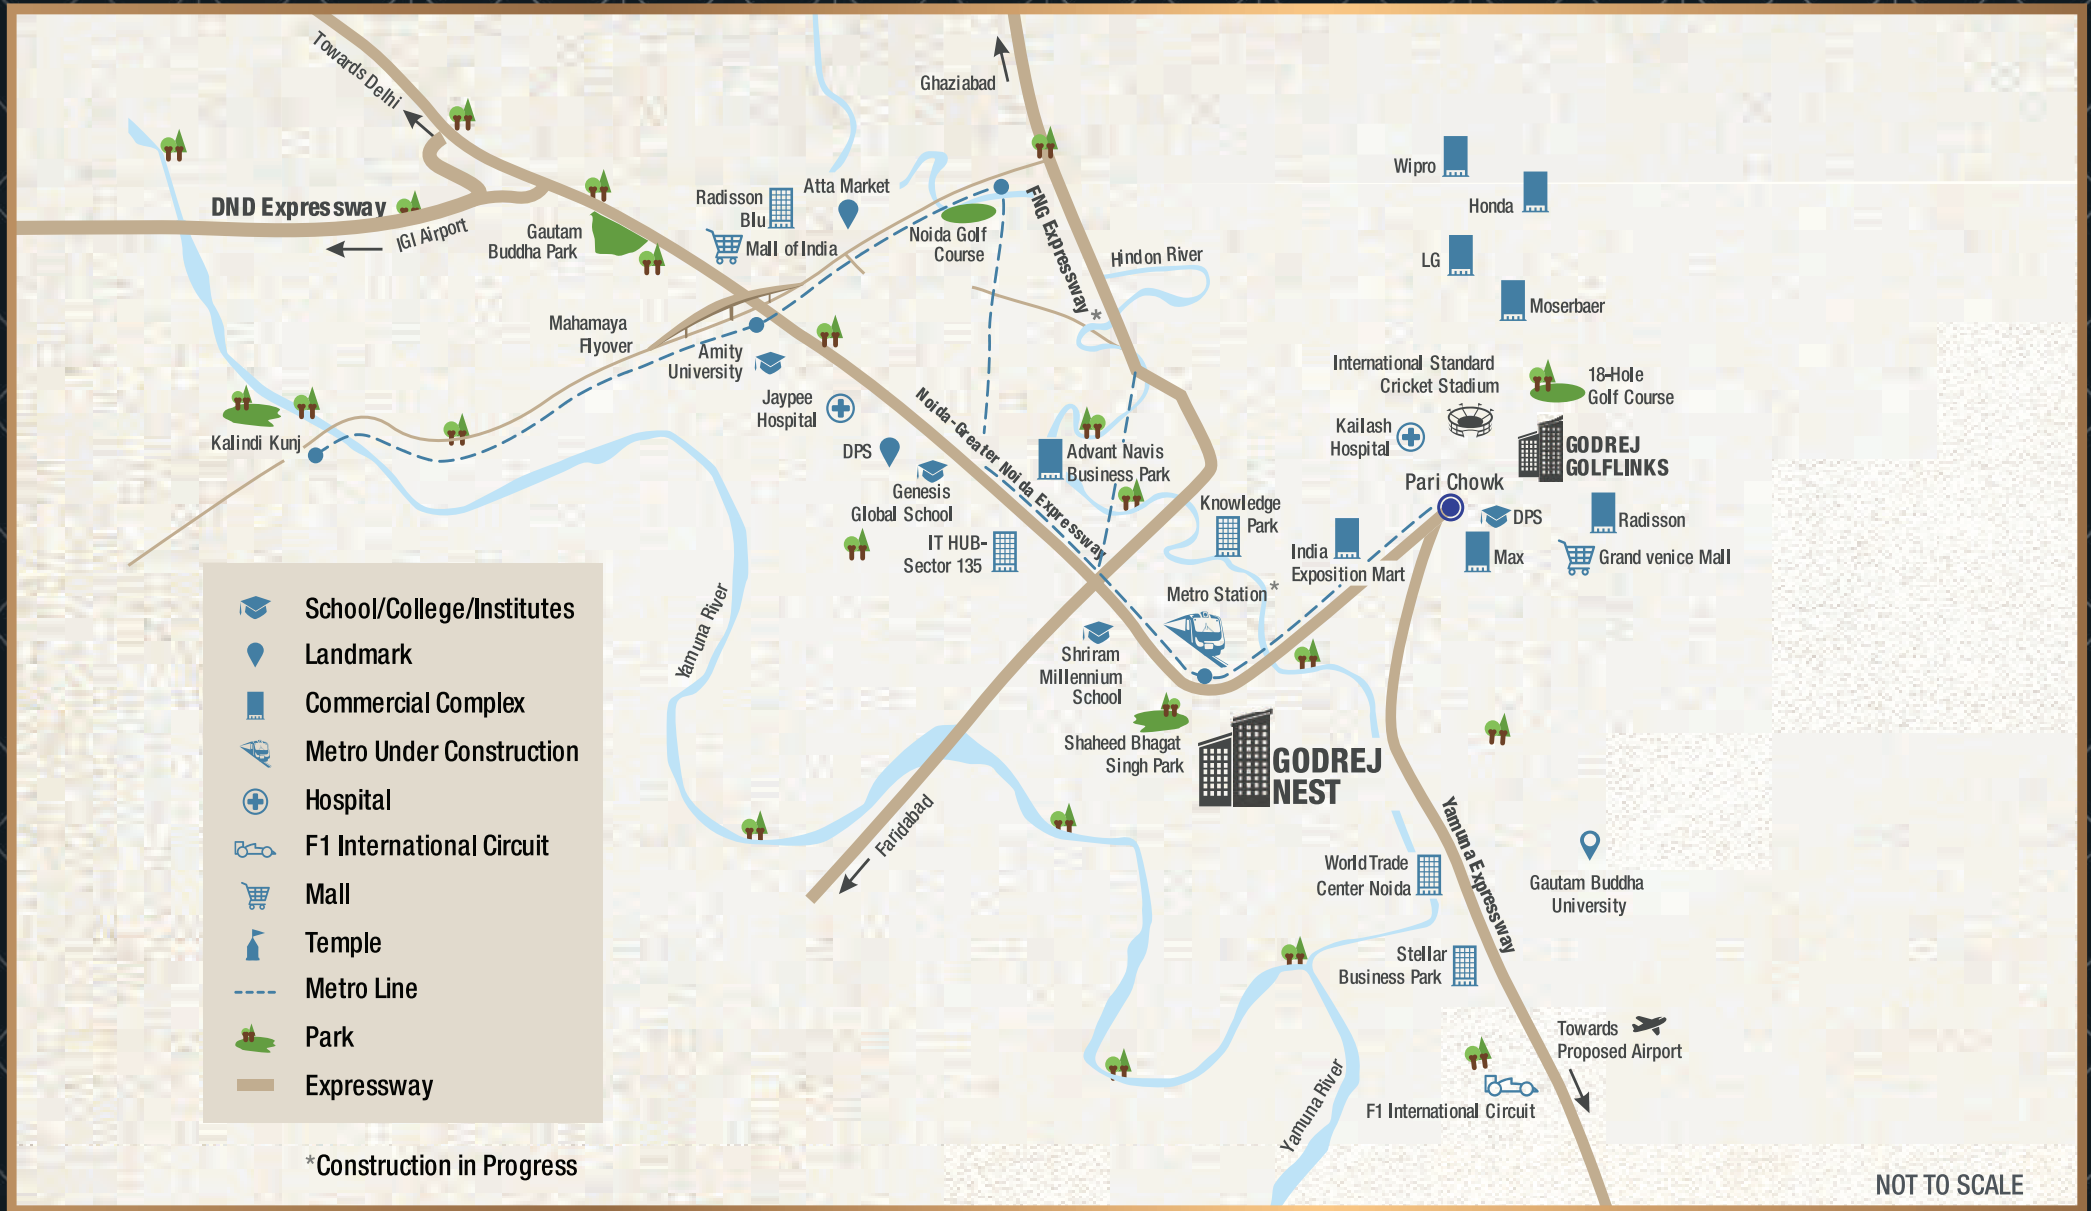 Towards Delhi
Ghaziabad
DND Expressway
IGI Airport
Gautam
Buddha Park
Radisson
Blu
Atta Market
Mall of India
Noida Golf
Course
FNG Expressway*
Hindon River
Wipro
Honda
LG
Moserbaer
Mahamaya
Flyover
Amity
University
Jaypee
Hospital
International Standard
Cricket Stadium
18-Hole
Golf Course
Kailash
Hospital
GODREJ
GOLFLINKS
Kalindi Kunj
Noida-Greater Noida Expressway
DPS
Genesis
Global School
Advant Navis
Business Park
IT HUB-
Sector 135
Knowledge
Park
Pari Chowk
DPS
Radisson
India
Exposition Mart
Max
Grand venice Mall
Metro Station*
Yamuna River
Shriram
Millennium
School
Shaheed Bhagat
Singh Park
GODREJ
NEST
Faridabad
Yamuna Expressway
World Trade
Center Noida
Gautam Buddha
University
Stellar
Business Park
Towards
Proposed Airport
F1 International Circuit
Yamuna River
School/College/Institutes
Landmark
Commercial Complex
Metro Under Construction
Hospital
F1 International Circuit
Mall
Temple
Metro Line
Park
Expressway
*Construction in Progress
NOT TO SCALE